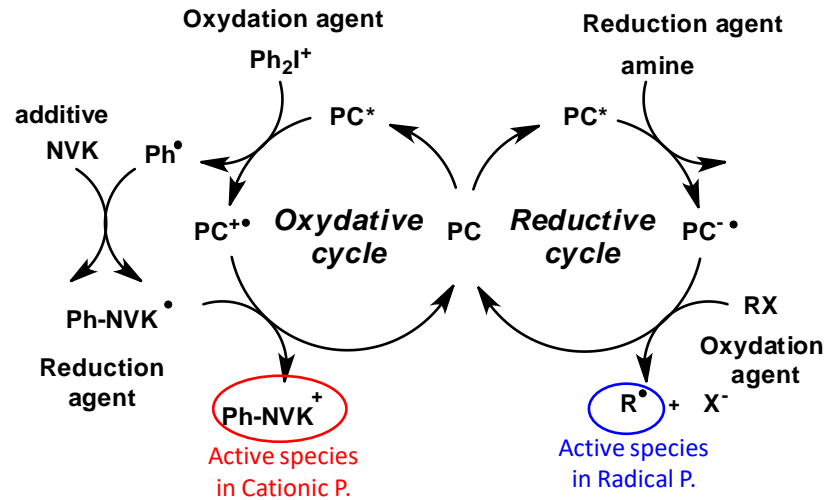 Oxydation agent
Ph₂I⁺
Reduction agent
amine
additive
NVK
Ph•
PC*
PC*
PC⁺•
Oxydative
cycle
PC
Reductive
cycle
PC⁻•
Ph-NVK•
Reduction
agent
RX
Oxydation
agent
Ph-NVK⁺
R• + X⁻
Active species
in Cationic P.
Active species
in Radical P.